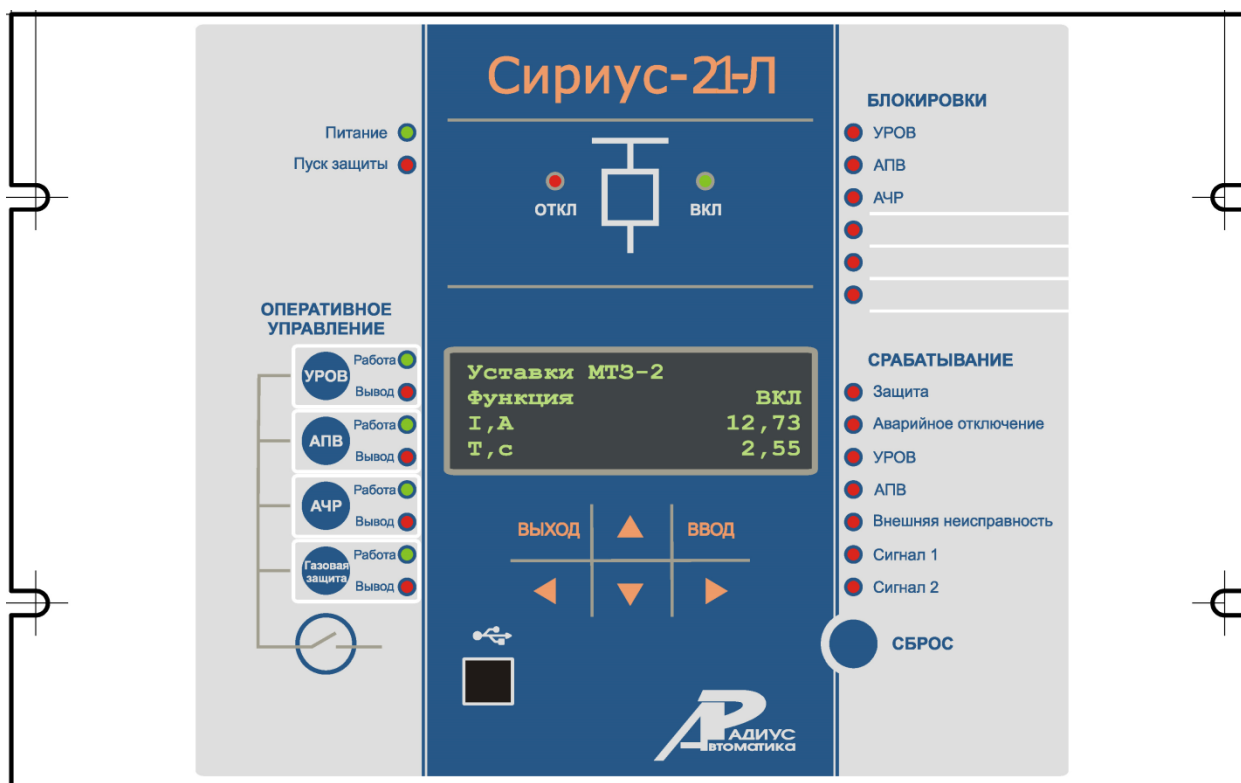 Сириус-21-Л
Питание
Пуск защиты
ОТКЛ
ВКЛ
БЛОКИРОВКИ
УРОВ
АПВ
АЧР
ОПЕРАТИВНОЕ
УПРАВЛЕНИЕ
УРОВ
Работа
Вывод
АПВ
Работа
Вывод
АЧР
Работа
Вывод
Газовая
защита
Работа
Вывод
Уставки МТЗ-2
Функция ВКЛ
I,А 12,73
Т,с 2,55
ВЫХОД
ВВОД
СРАБАТЫВАНИЕ
Защита
Аварийное отключение
УРОВ
АПВ
Внешняя неисправность
Сигнал 1
Сигнал 2
СБРОС
РАДИУС
Автоматика